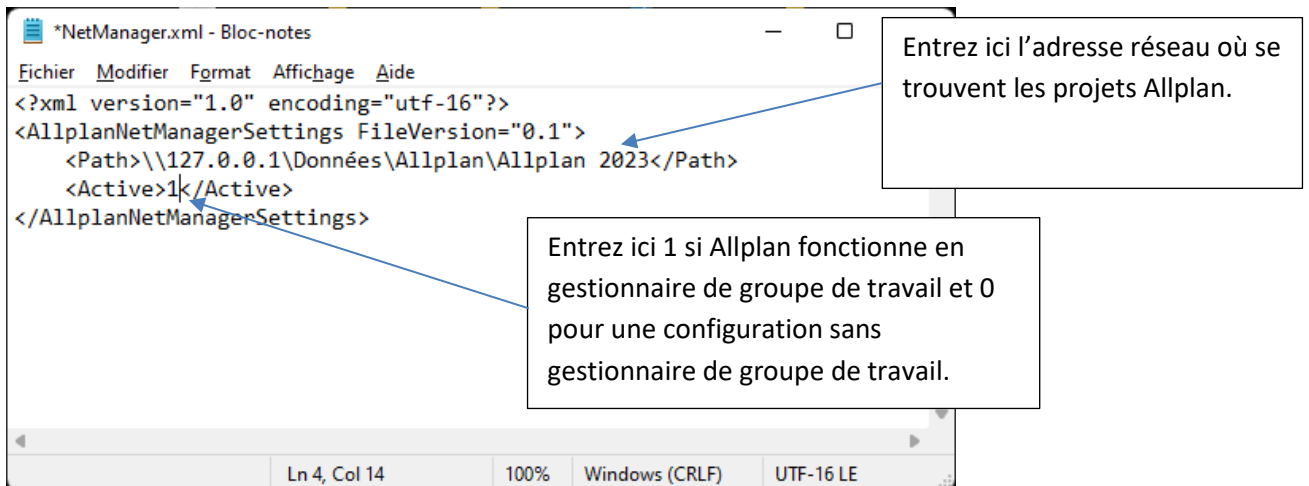 *NetManager.xml - Bloc-notes
Fichier Modifier Format Affichage Aide
<?xml version="1.0" encoding="utf-16"?>
<AllplanNetManagerSettings FileVersion="0.1">
<Path>\\127.0.0.1\Données\Allplan\Allplan 2023</Path>
<Active>1</Active>
</AllplanNetManagerSettings>
Entrez ici l’adresse réseau où se
trouvent les projets Allplan.
Entrez ici 1 si Allplan fonctionne en
gestionnaire de groupe de travail et 0
pour une configuration sans
gestionnaire de groupe de travail.
Ln 4, Col 14 100% Windows (CRLF) UTF-16 LE